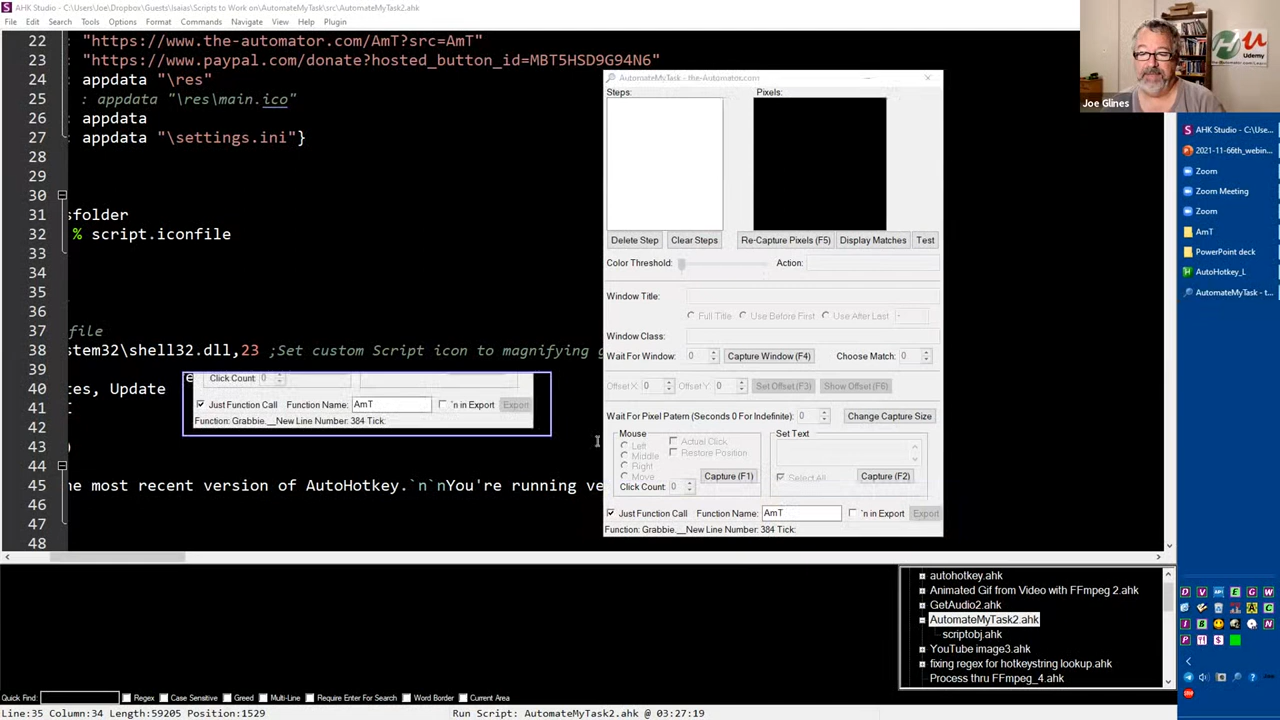 AHK Studio - C:\Users\Joe\Dropbox\Guests\Isaias\Scripts to Work on\AutomateMyTask\src\AutomateMyTask2.ahk
File Edit Search Tools Options Format Commands Navigate View Help Plugin
22 : "https://www.the-automator.com/AmT?src=AmT"
23 : "https://www.paypal.com/donate?hosted_button_id=MBT5HSD9G94N6"
24 : appdata "\res"
25 : appdata "\res\main.ico"
26 : appdata
27 : appdata "\settings.ini"}
28
29
30
31 sfolder
32 % script.iconfile
33
34
35
36
37 file
38 stem32\shell32.dll,23 ;Set custom Script icon to magnifying g
39
40 tes, Update
41
42
43
44
45 he most recent version of AutoHotkey.`n`nYou're running ve
46
47
48
Click Count: 0
Just Function Call Function Name: AmT `n in Export Export
Function: Grabbie.__New Line Number: 384 Tick:
AutomateMyTask - the-Automator.com
Steps: Pixels:
Delete Step Clear Steps Re-Capture Pixels (F5) Display Matches Test
Color Threshold: Action:
Window Title:
Full Title Use Before First Use After Last -
Window Class:
Wait For Window: 0 Capture Window (F4) Choose Match: 0
Offset X: 0 Offset Y: 0 Set Offset (F3) Show Offset (F6)
Wait For Pixel Patern (Seconds 0 For Indefinite): 0 Change Capture Size
Mouse Set Text
Left Actual Click
Middle Restore Position
Right
Move Capture (F1) Select All Capture (F2)
Click Count: 0
Just Function Call Function Name: AmT `n in Export Export
Function: Grabbie.__New Line Number: 384 Tick:
Joe Glines
Udemy
AHK Studio - C:\Use...
2021-11-66th_webin...
Zoom
Zoom Meeting
Zoom
AmT
PowerPoint deck
AutoHotkey_L
AutomateMyTask - t...
autohotkey.ahk
Animated Gif from Video with FFmpeg 2.ahk
GetAudio2.ahk
AutomateMyTask2.ahk
scriptobj.ahk
YouTube image3.ahk
fixing regex for hotkeystring lookup.ahk
Process thru FFmpeg_4.ahk
Quick Find: Regex Case Sensitive Greed Multi-Line Require Enter For Search Word Border Current Area
Line:35 Column:34 Length:59205 Position:1529 Run Script: AutomateMyTask2.ahk @ 03:27:19